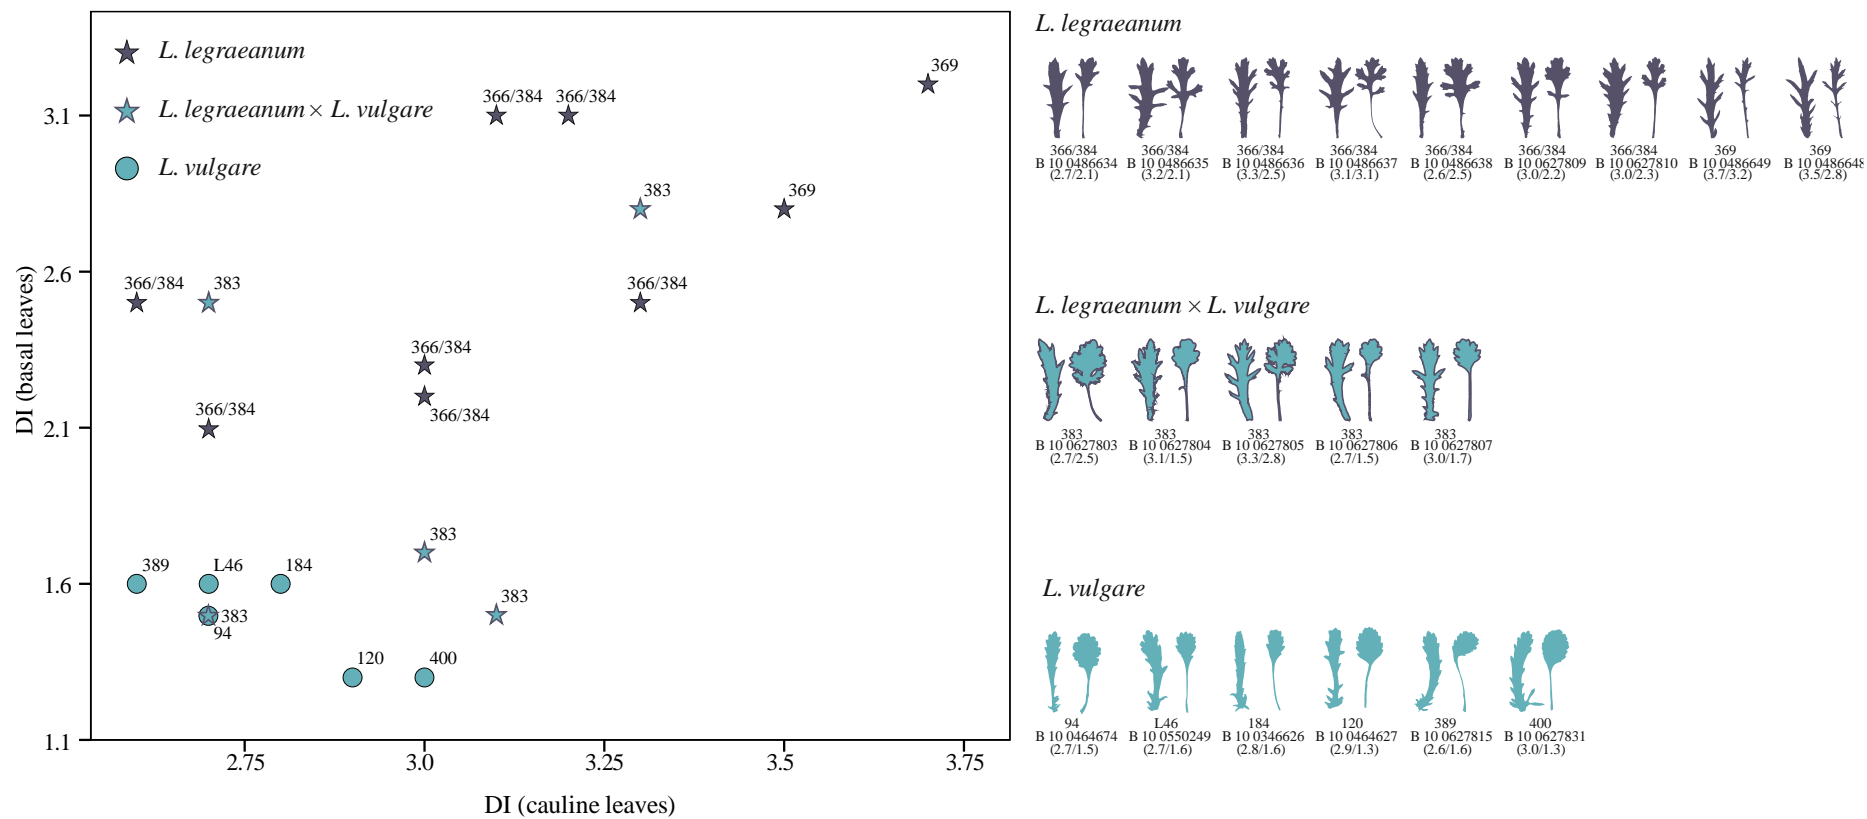 L. legraeanum
L. legraeanum × L. vulgare
L. vulgare
369
366/384
366/384
383
369
366/384
383
366/384
366/384
366/384
366/384
383
389
L46
184
383
94
383
120
400
3.1
2.6
2.1
1.6
1.1
DI (basal leaves)
2.75
3.0
3.25
3.5
3.75
DI (cauline leaves)
L. legraeanum
366/384 366/384 366/384 366/384 366/384 366/384 366/384 369 369
B 10 0486634 B 10 0486635 B 10 0486636 B 10 0486637 B 10 0486638 B 10 0627809 B 10 0627810 B 10 0486649 B 10 0486648
(2.7/2.1) (3.2/2.1) (3.3/2.5) (3.1/3.1) (2.6/2.5) (3.0/2.2) (3.0/2.3) (3.7/3.2) (3.5/2.8)
L. legraeanum × L. vulgare
383 383 383 383 383
B 10 0627803 B 10 0627804 B 10 0627805 B 10 0627806 B 10 0627807
(2.7/2.5) (3.1/1.5) (3.3/2.8) (2.7/1.5) (3.0/1.7)
L. vulgare
94 L46 184 120 389 400
B 10 0464674 B 10 0550249 B 10 0346626 B 10 0464627 B 10 0627815 B 10 0627831
(2.7/1.5) (2.7/1.6) (2.8/1.6) (2.9/1.3) (2.6/1.6) (3.0/1.3)